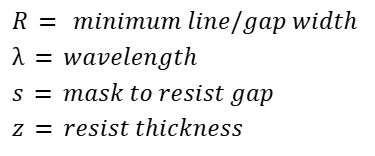 R = minimum line/gap width
λ = wavelength
s = mask to resist gap
z = resist thickness